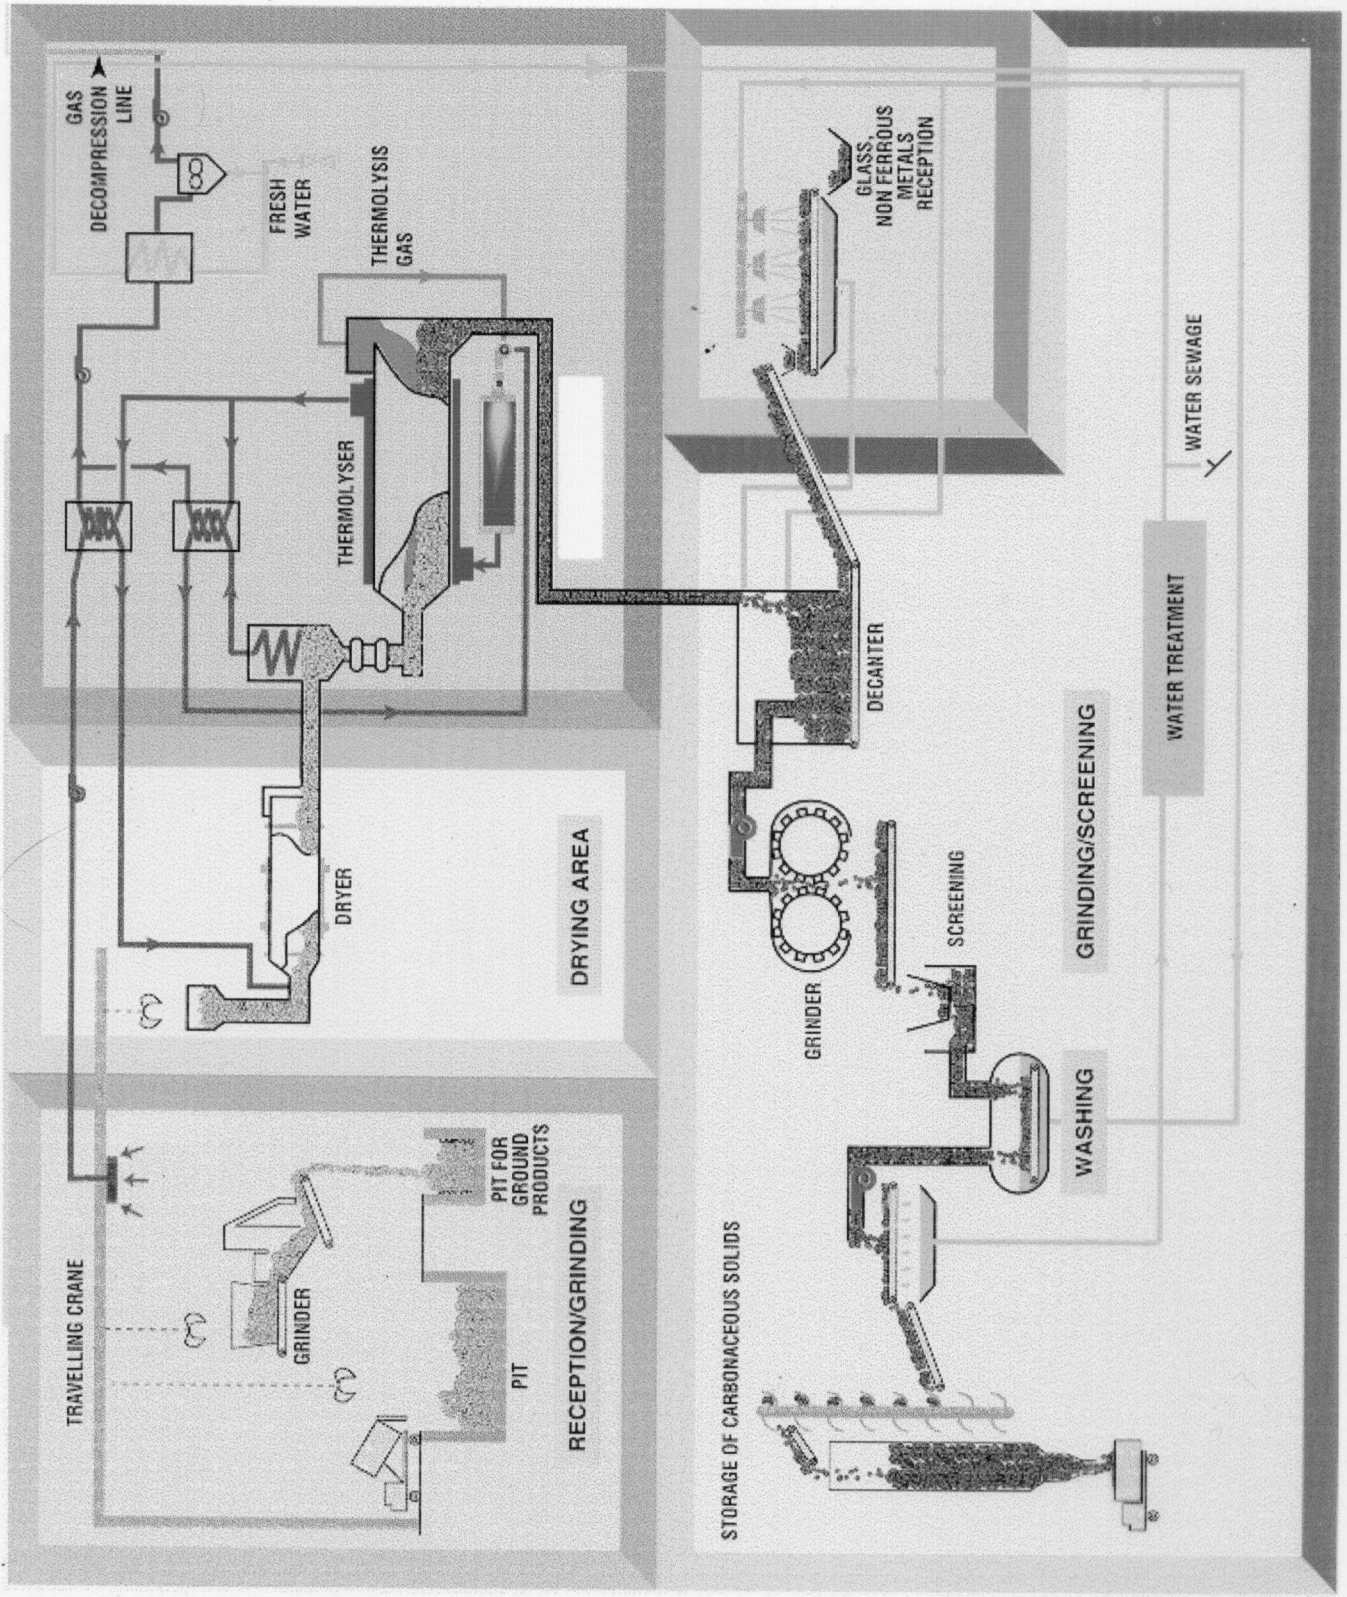 TRAVELLING CRANE
GRINDER
PIT
PIT FOR
GROUND
PRODUCTS
RECEPTION/GRINDING
DRYER
DRYING AREA
THERMOLYSER
THERMOLYSIS
GAS
FRESH
WATER
GAS
DECOMPRESSION
LINE
STORAGE OF CARBONACEOUS SOLIDS
WASHING
GRINDER
SCREENING
GRINDING/SCREENING
DECANTER
WATER TREATMENT
WATER SEWAGE
GLASS,
NON FERROUS
METALS
RECEPTION